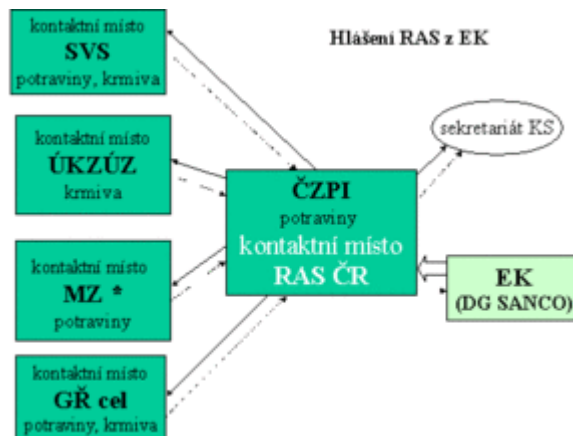 kontaktní místo
SVS
potraviny, krmiva
Hlášení RAS z EK
sekretariát KS
kontaktní místo
ÚKZÚZ
krmiva
ČZPI
potraviny
kontaktní místo
RAS ČR
kontaktní místo
MZ *
potraviny
EK
(DG SANCO)
kontaktní místo
GŘ cel
potraviny, krmiva